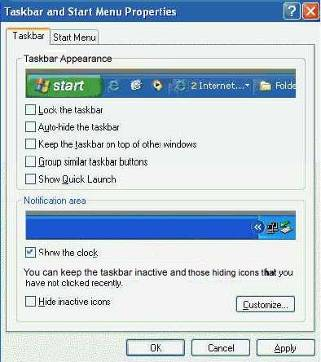 Taskbar and Start Menu Properties
Taskbar
Start Menu
Taskbar Appearance
start
2 Internet...
Folde
Lock the taskbar
Auto-hide the taskbar
Keep the taskbar on top of other windows
Group similar taskbar buttons
Show Quick Launch
Notification area
Show the clock
You can keep the taskbar inactive and those hiding icons that you
have not clicked recently.
Hide inactive icons
Customize...
OK
Cancel
Apply